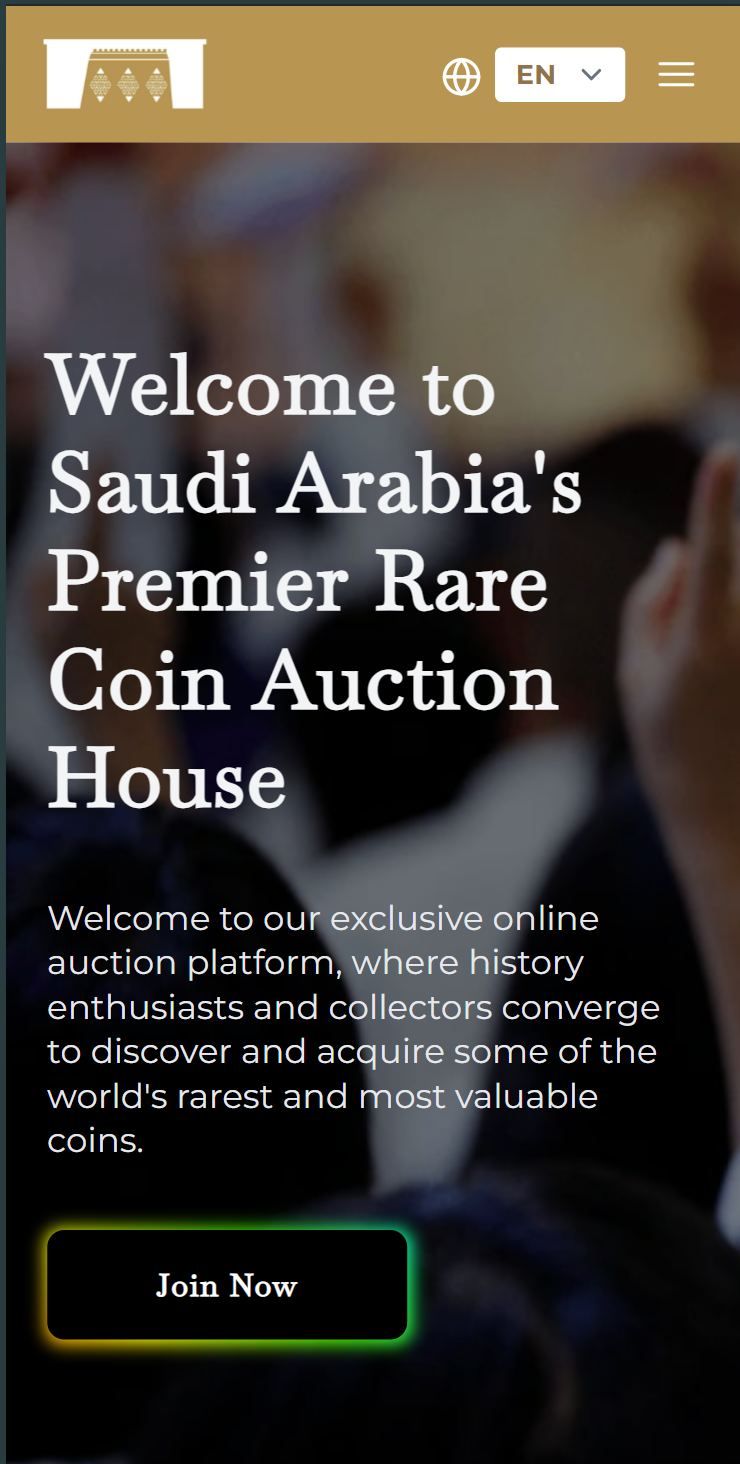 EN
Welcome to
Saudi Arabia's
Premier Rare
Coin Auction
House
Welcome to our exclusive online
auction platform, where history
enthusiasts and collectors converge
to discover and acquire some of the
world's rarest and most valuable
coins.
Join Now